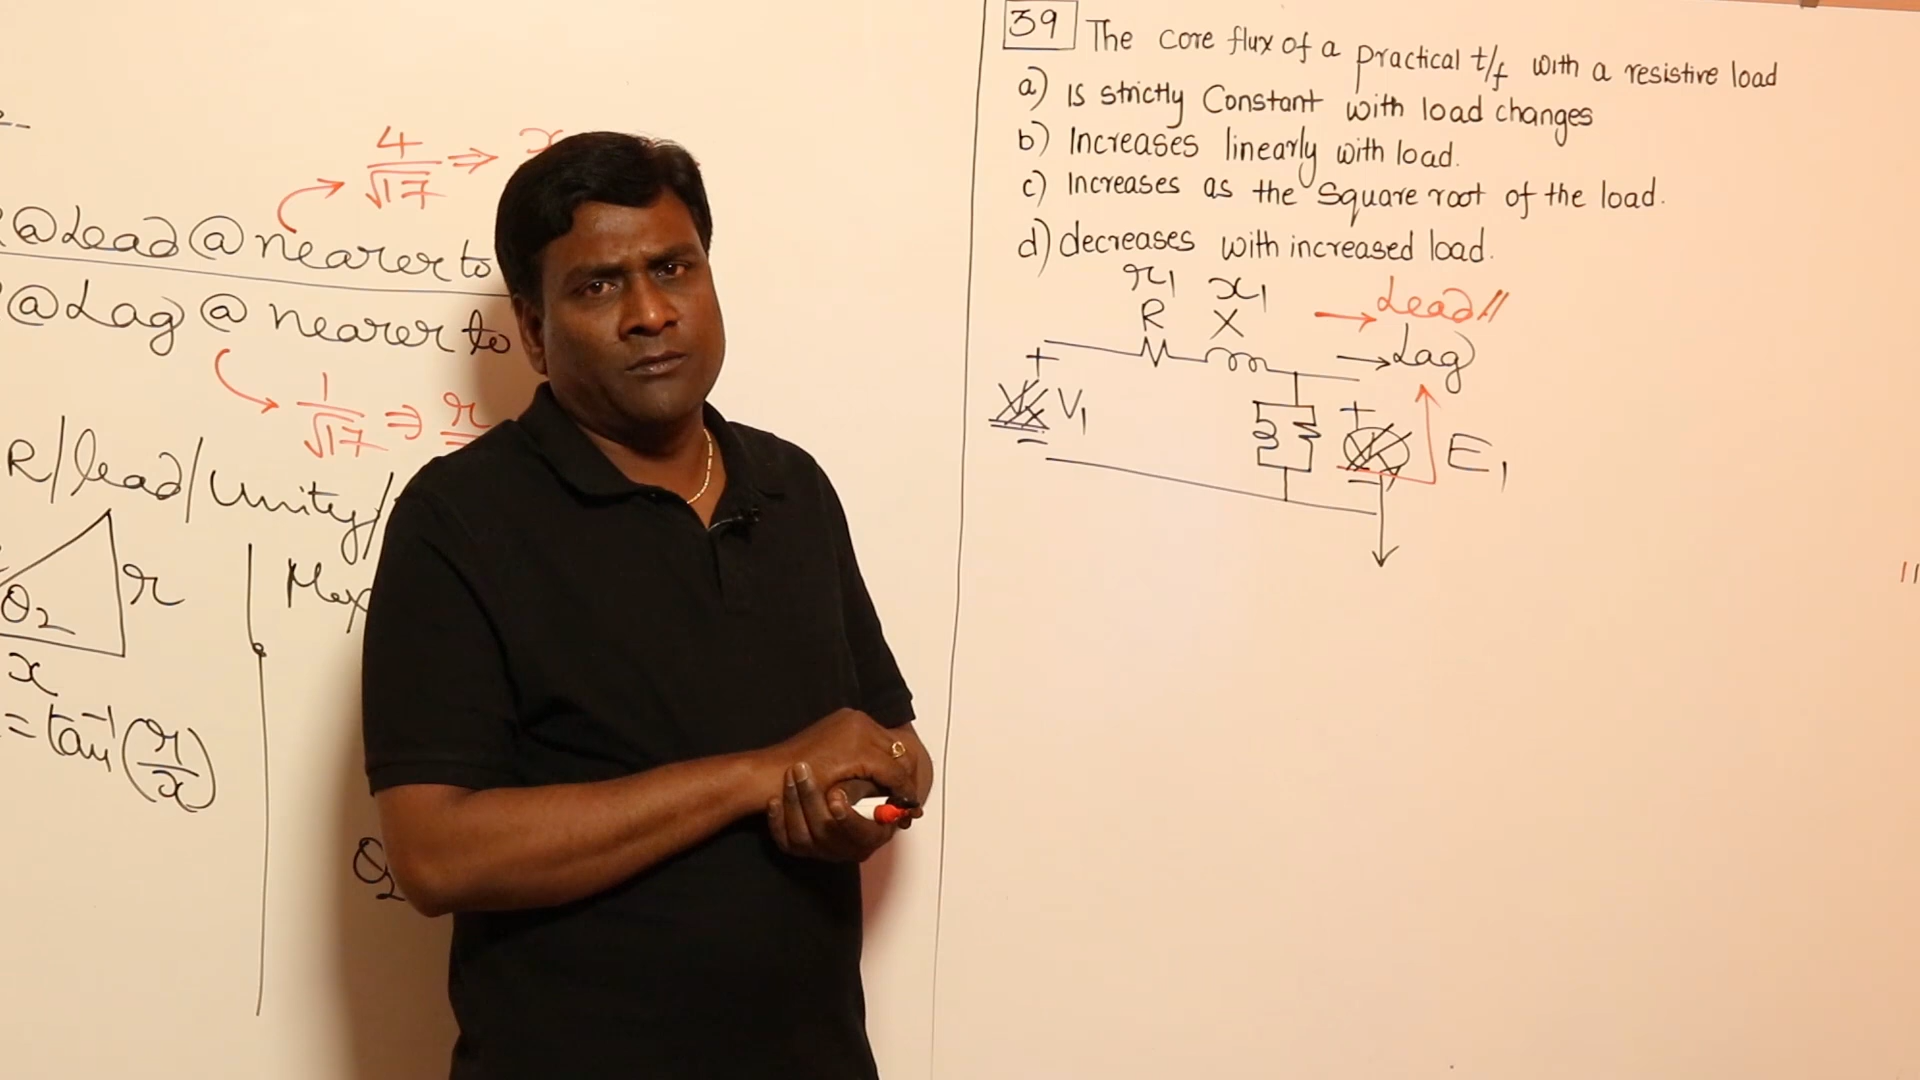 4
√17 ⇒ x
@Lead @ nearer to
@Lag @ nearer to
1
√17 ⇒ r
R/lead/Unity/
θ2
r
x
= tan⁻¹(r/x)
θ2
39 The core flux of a practical t/f with a resistive load
a) is strictly Constant with load changes
b) Increases linearly with load.
c) Increases as the Square root of the load.
d) decreases with increased load.
r1 x1
R X
→ Lead //
→ Lag
+ V1 −
+ E1 −
11